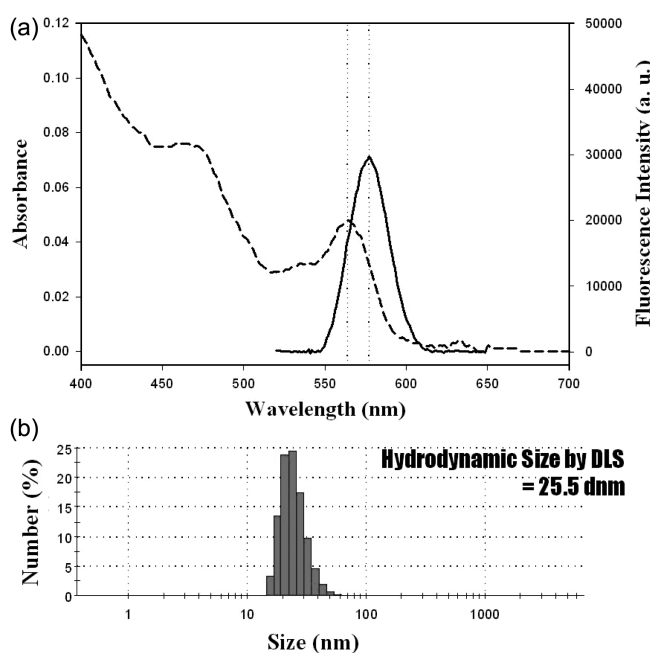 (a)
0.12
0.10
0.08
0.06
0.04
0.02
0.00
Absorbance
50000
40000
30000
20000
10000
0
Fluorescence Intensity (a. u.)
400 450 500 550 600 650 700
Wavelength (nm)
(b)
25
20
15
10
5
0
Number (%)
Hydrodynamic Size by DLS
= 25.5 dnm
1 10 100 1000
Size (nm)